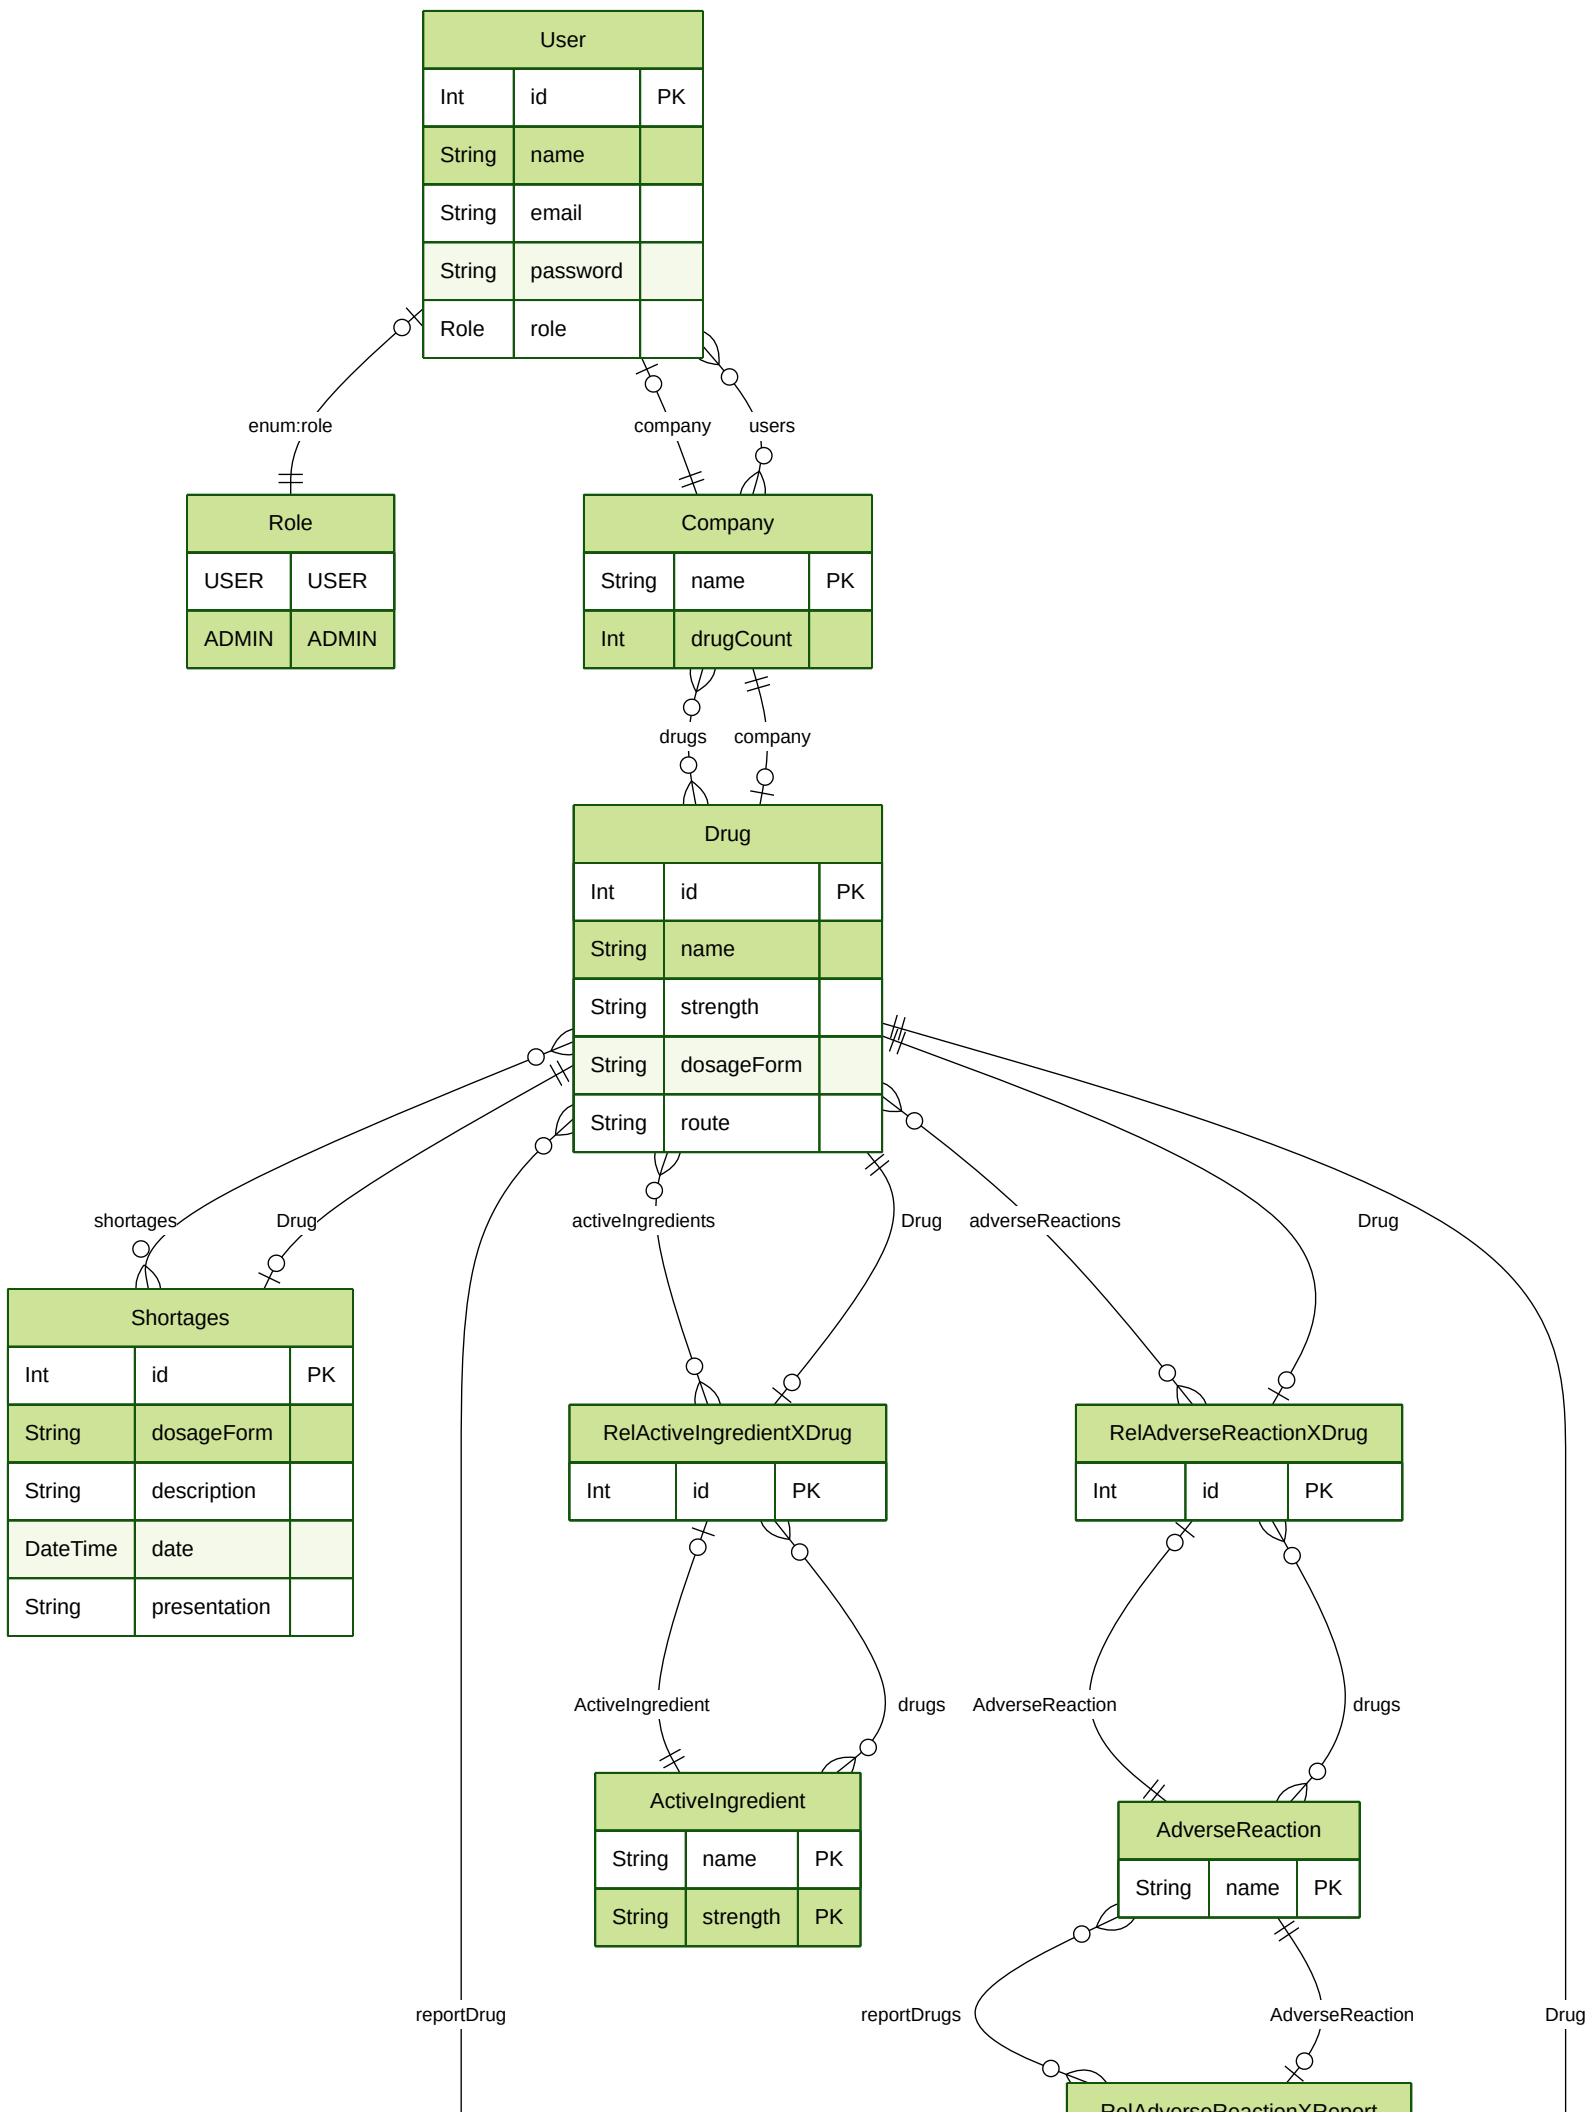 User
Int id PK
String name
String email
String password
Role role
enum:role company users
Role
USER USER
ADMIN ADMIN
Company
String name PK
Int drugCount
drugs company
Drug
Int id PK
String name
String strength
String dosageForm
String route
shortages Drug activeIngredients Drug adverseReactions Drug
Shortages
Int id PK
String dosageForm
String description
DateTime date
String presentation
RelActiveIngredientXDrug
Int id PK
RelAdverseReactionXDrug
Int id PK
ActiveIngredient drugs AdverseReaction drugs
ActiveIngredient
String name PK
String strength PK
AdverseReaction
String name PK
reportDrug reportDrugs AdverseReaction Drug
RelAdverseReactionXReport